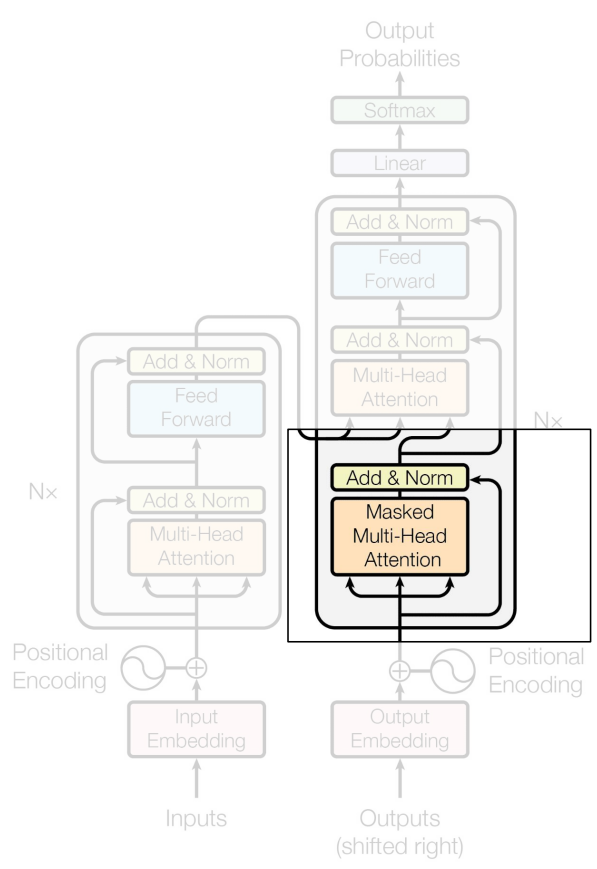 Output
Probabilities
Softmax
Linear
Add & Norm
Feed
Forward
Add & Norm
Multi-Head
Attention
N×
Add & Norm
Masked
Multi-Head
Attention
Add & Norm
Feed
Forward
N×
Add & Norm
Multi-Head
Attention
Positional
Encoding
Positional
Encoding
Input
Embedding
Output
Embedding
Inputs
Outputs
(shifted right)